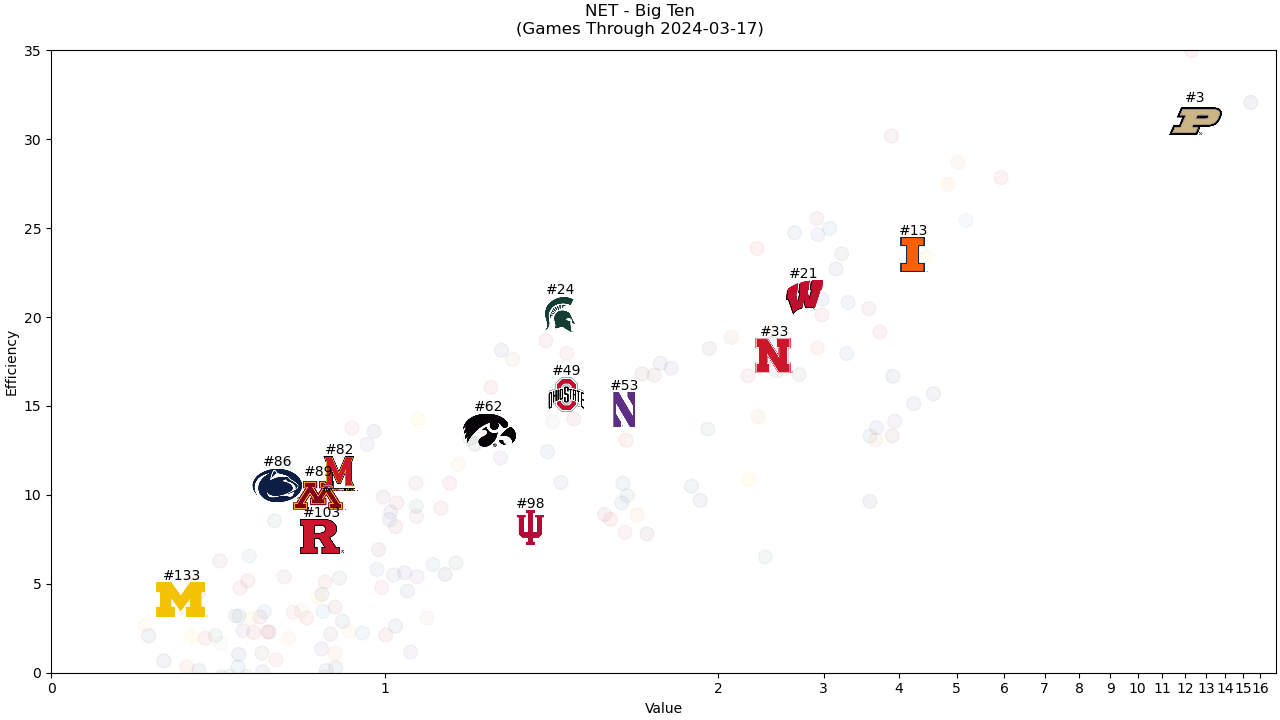 NET - Big Ten
(Games Through 2024-03-17)
35
30
25
20
15
10
5
0
Efficiency
#3
P
#13
I
#21
W
#24
#33
N
#49
OHIO STATE
#53
N
#62
#82
M
#86
#89
M
#98
#103
R
#133
M
0 1 2 3 4 5 6 7 8 9 10 11 12 13 14 15 16
Value